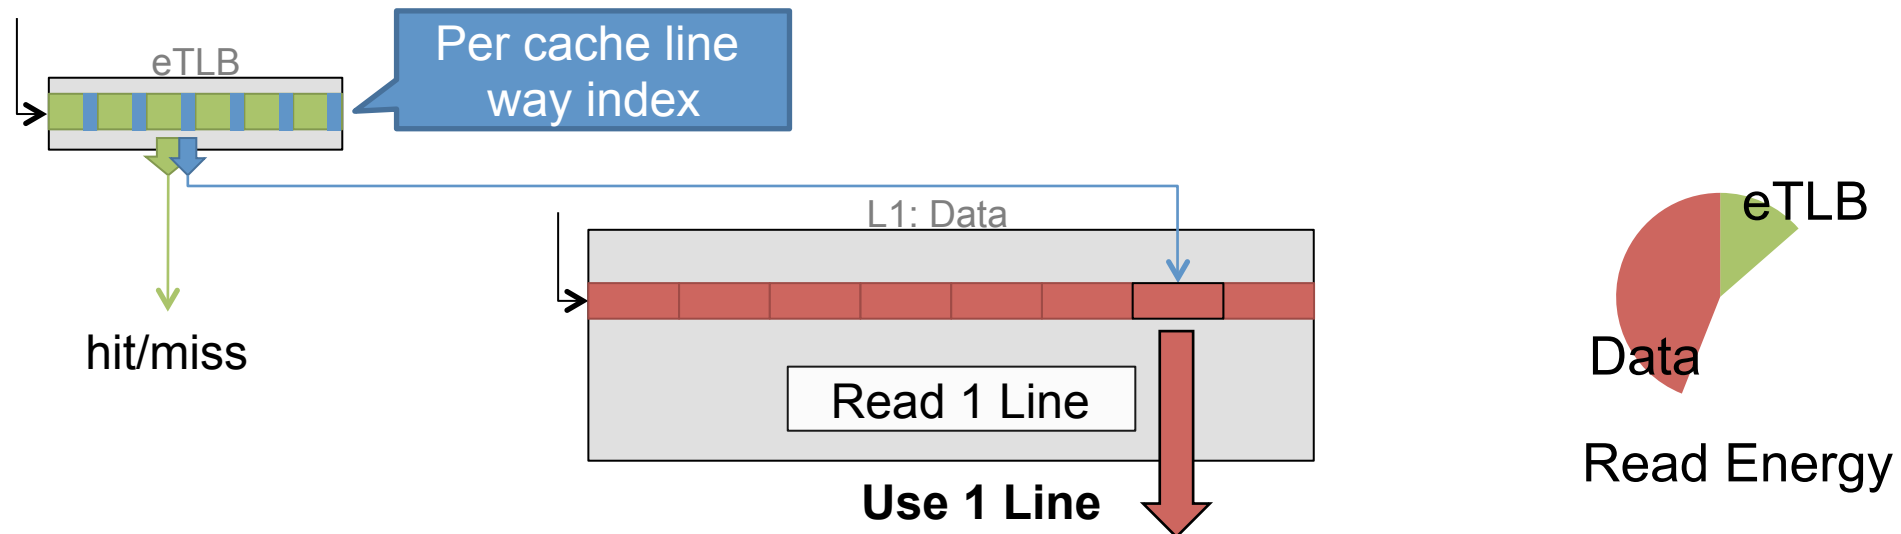 eTLB
Per cache line
way index
L1: Data
hit/miss
Read 1 Line
Use 1 Line
eTLB
Data
Read Energy